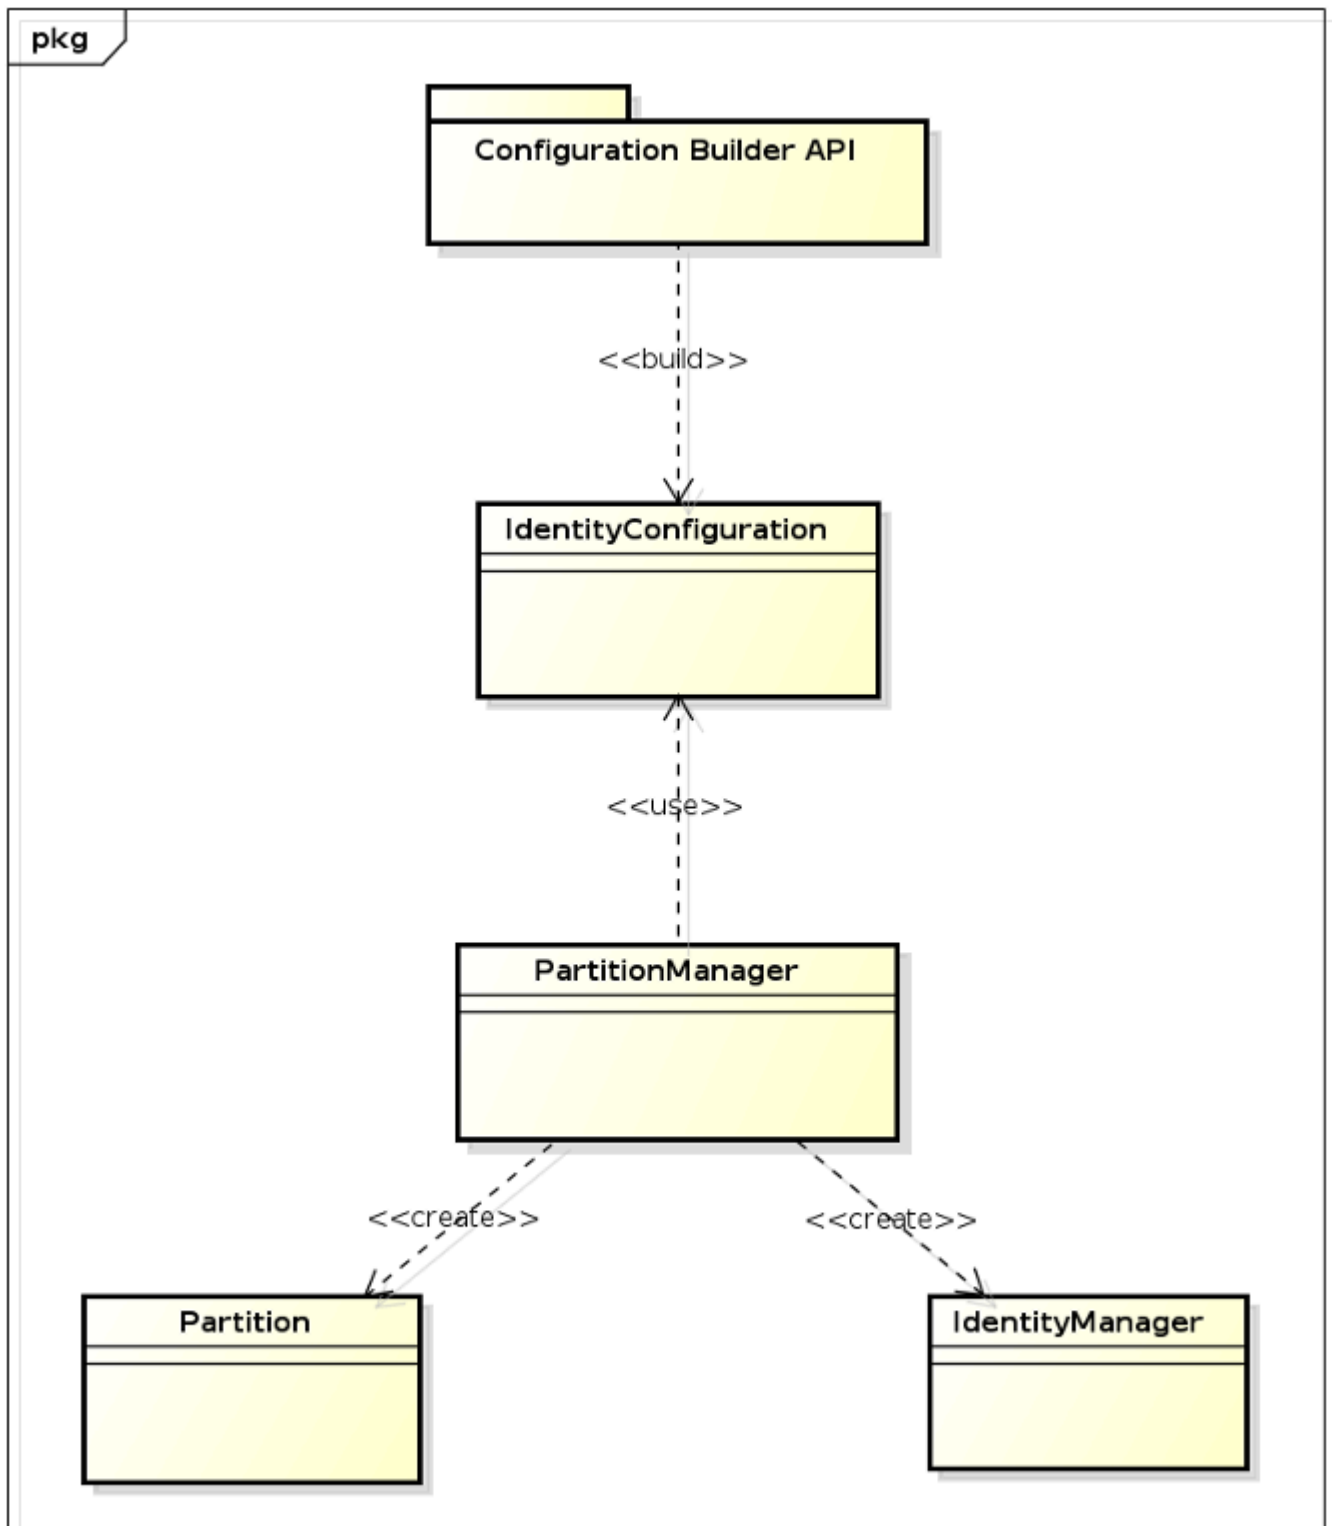 pkg
Configuration Builder API
<<build>>
IdentityConfiguration
<<use>>
PartitionManager
<<create>> <<create>>
Partition IdentityManager